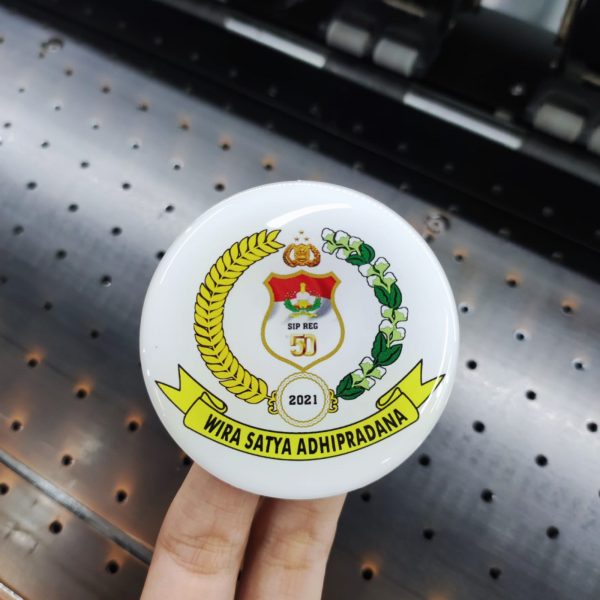 SIP REG
50
2021
WIRA SATYA ADHIPRADANA